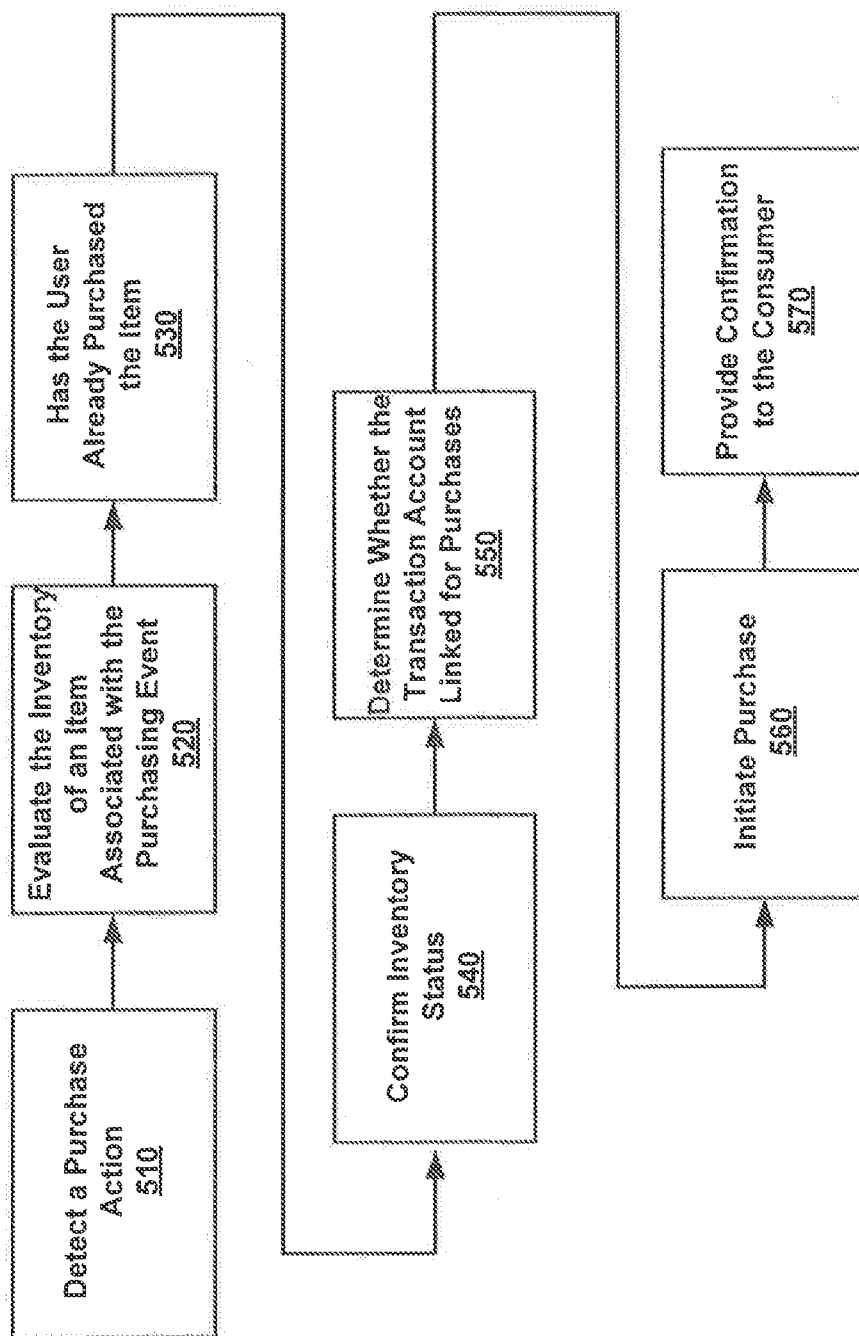 Detect a Purchase
Action
510
Evaluate the Inventory
of an Item
Associated with the
Purchasing Event
520
Has the User
Already Purchased
the Item
530
Confirm Inventory
Status
540
Determine Whether the
Transaction Account
Linked for Purchases
550
Initiate Purchase
560
Provide Confirmation
to the Consumer
570